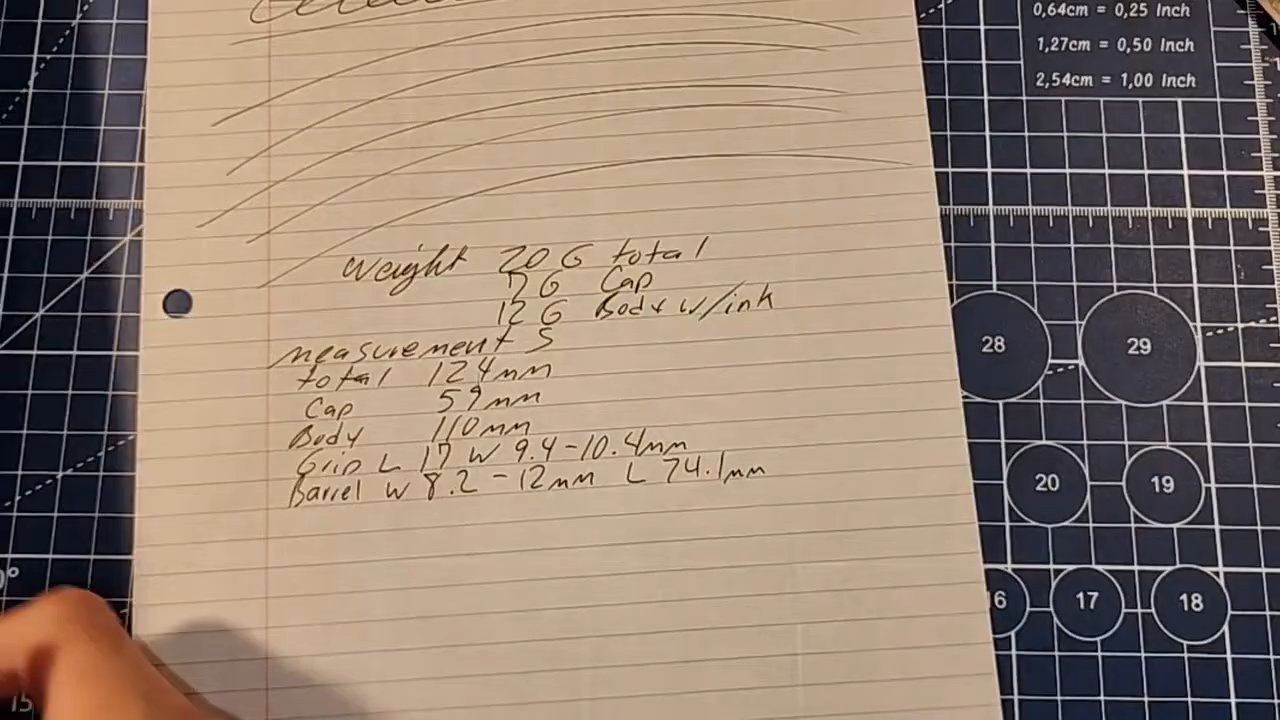 0,64cm = 0,25 Inch
1,27cm = 0,50 Inch
2,54cm = 1,00 Inch
weight 20 G total
7 G Cap
12 G Body w/ink
measurements
total 124mm
Cap 59mm
Body 110mm
Grip L 17 W 9.4-10.4mm
Barrel W 8.2 - 12mm L 74.1mm
28 29
20 19
16 17 18
15